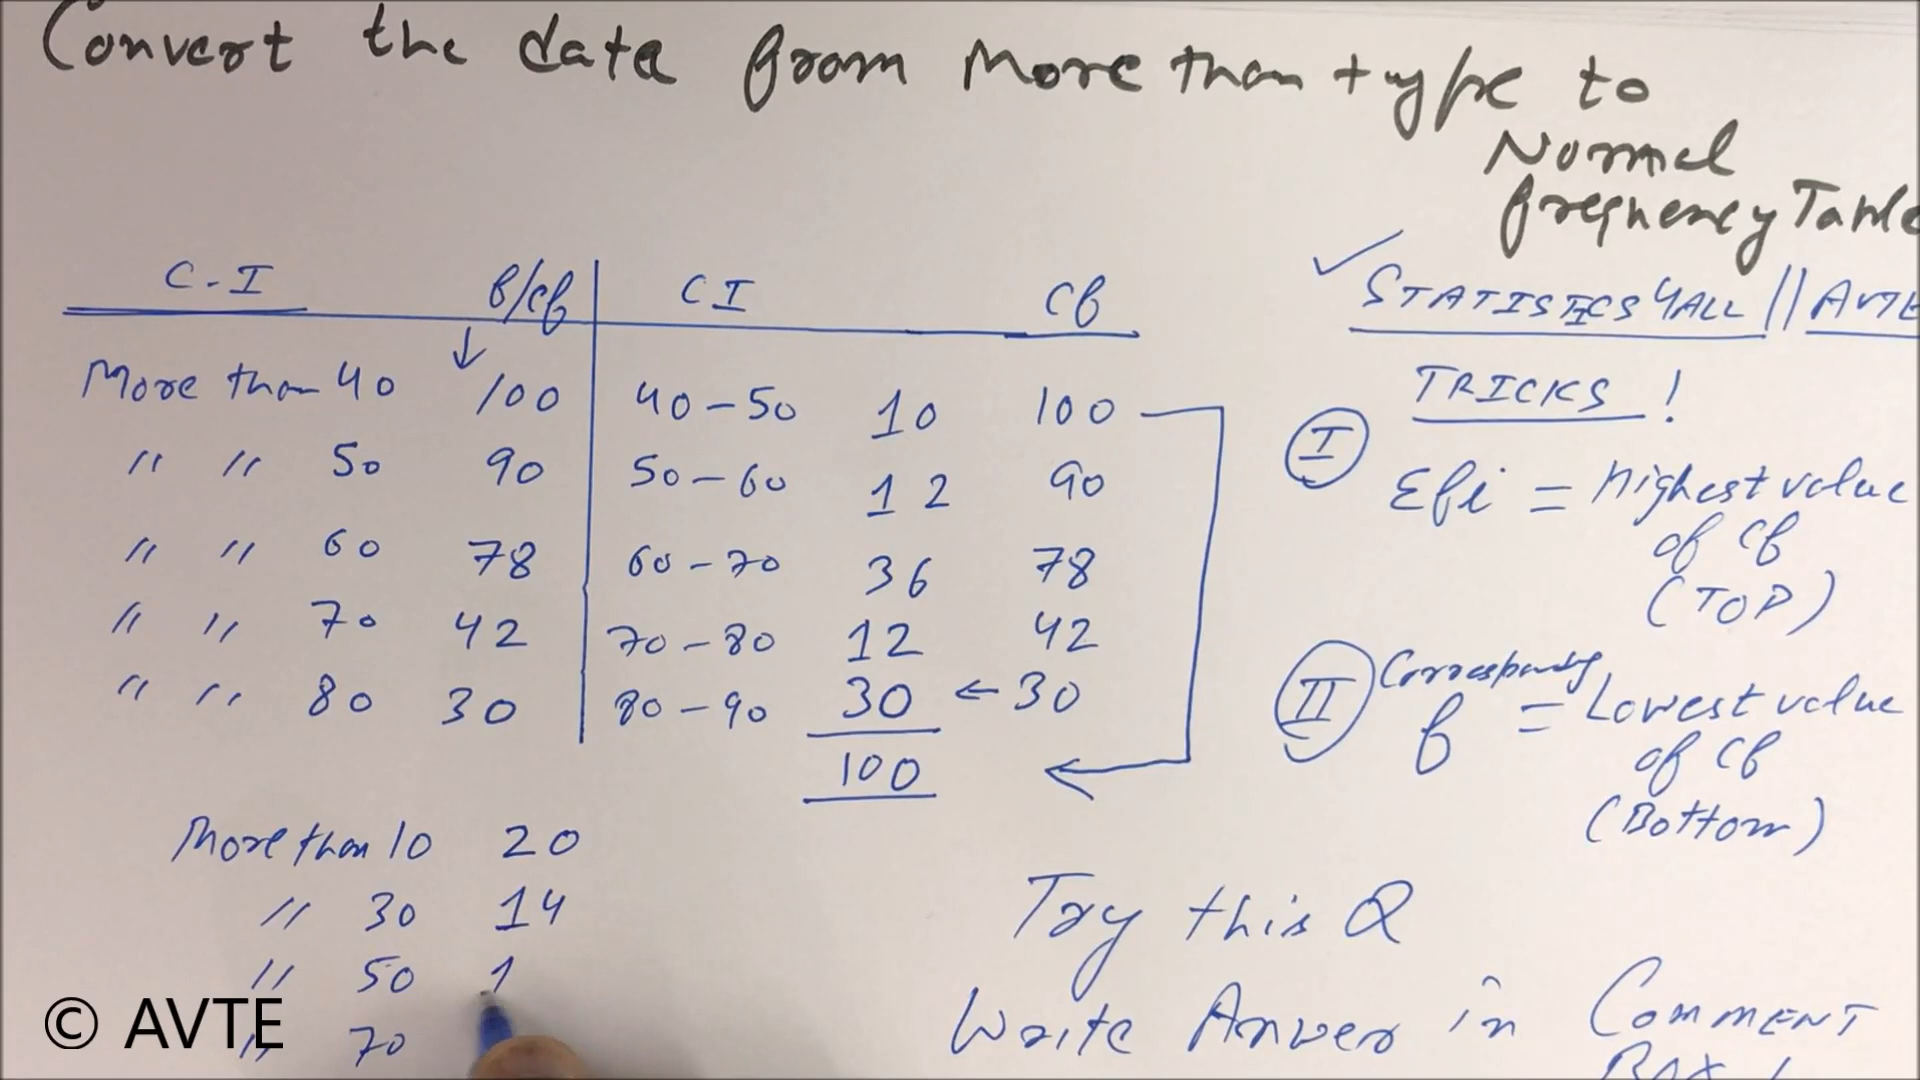 Convert the data from More than type to
Normal
frequency Table
C.I f/cf CI cf
More than 40 100 40-50 10 100
" " 50 90 50-60 12 90
" " 60 78 60-70 36 78
" " 70 42 70-80 12 42
" " 80 30 80-90 30 ← 30
100
More than 10 20
" 30 14
" 50 1
" 70
✓ STATISTICS 4ALL // AVTE
TRICKS !
I Σfi = Highest value
of cf
(TOP)
II Corresponding
f = Lowest value
of cf
(Bottom)
Try this Q
Write Answer in COMMENT
BOX !
© AVTE